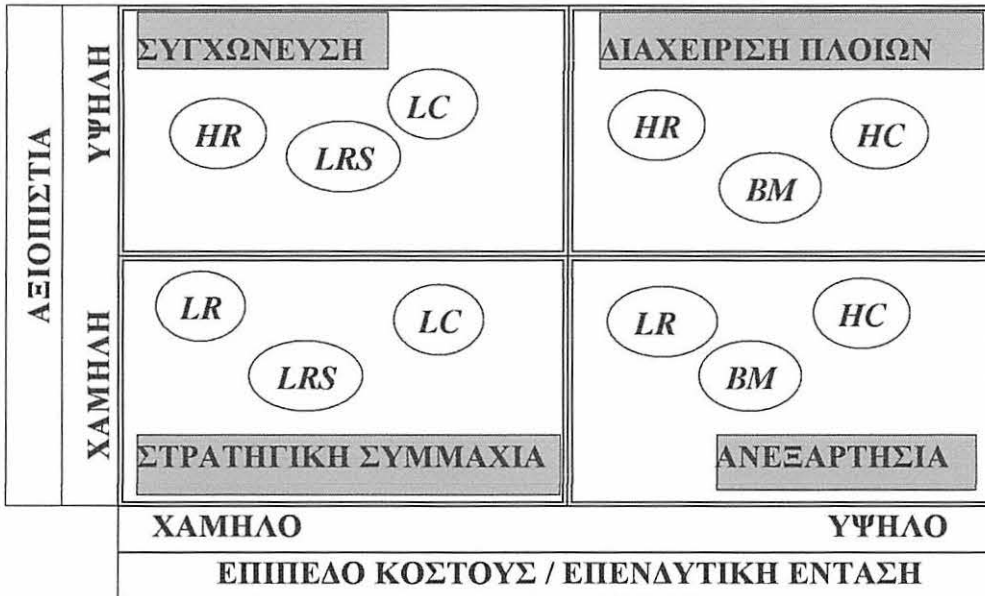 ΑΞΙΟΠΙΣΤΙΑ
ΥΨΗΛΗ
ΣΥΓΧΩΝΕΥΣΗ
HR
LRS
LC
ΔΙΑΧΕΙΡΙΣΗ ΠΛΟΙΩΝ
HR
BM
HC
ΧΑΜΗΛΗ
LR
LRS
LC
ΣΤΡΑΤΗΓΙΚΗ ΣΥΜΜΑΧΙΑ
LR
BM
HC
ΑΝΕΞΑΡΤΗΣΙΑ
ΧΑΜΗΛΟ
ΥΨΗΛΟ
ΕΠΙΠΕΔΟ ΚΟΣΤΟΥΣ / ΕΠΕΝΔΥΤΙΚΗ ΕΝΤΑΣΗ